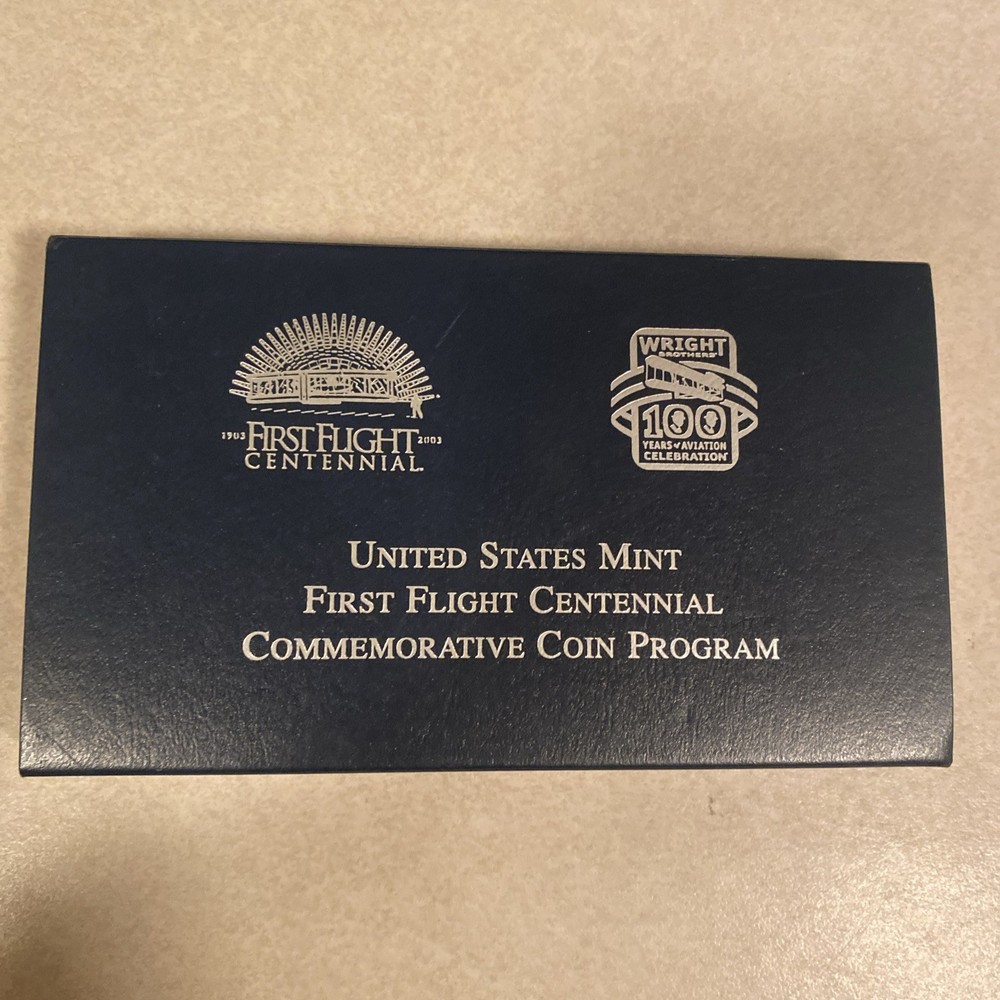 1903 FIRST FLIGHT 2003
CENTENNIAL
WRIGHT
BROTHERS
100
YEARS of AVIATION
CELEBRATION
UNITED STATES MINT
FIRST FLIGHT CENTENNIAL
COMMEMORATIVE COIN PROGRAM